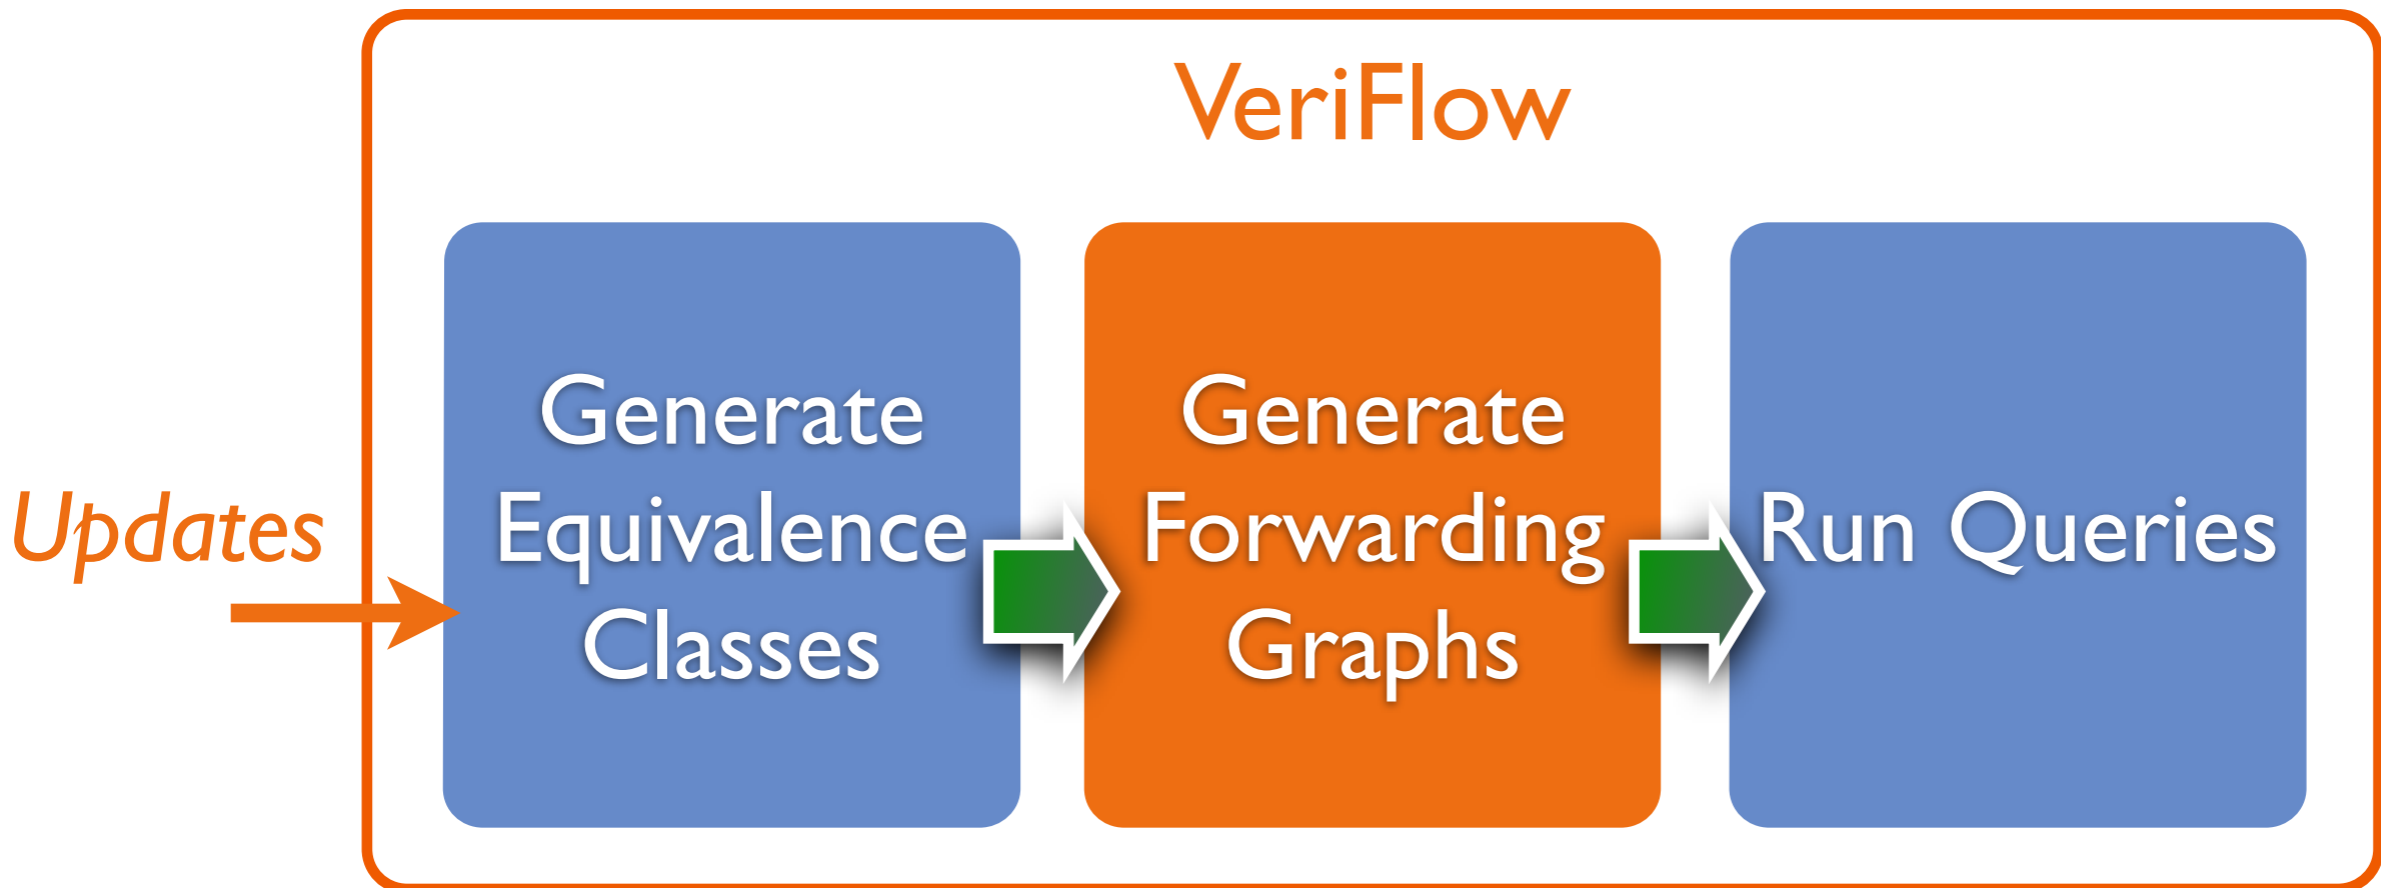 VeriFlow
Updates
Generate
Equivalence
Classes
Generate
Forwarding
Graphs
Run Queries